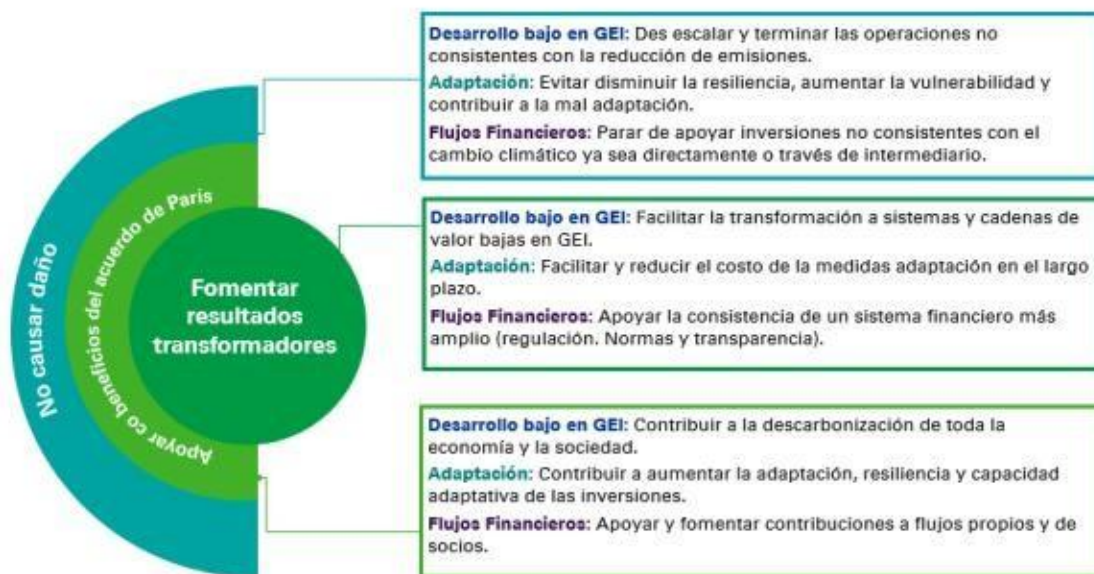 No causar daño
Apoyar co beneficios del acuerdo de Paris
Fomentar
resultados
transformadores
Desarrollo bajo en GEI: Des escalar y terminar las operaciones no
consistentes con la reducción de emisiones.
Adaptación: Evitar disminuir la resiliencia, aumentar la vulnerabilidad y
contribuir a la mal adaptación.
Flujos Financieros: Parar de apoyar inversiones no consistentes con el
cambio climático ya sea directamente o través de intermediario.
Desarrollo bajo en GEI: Facilitar la transformación a sistemas y cadenas de
valor bajas en GEI.
Adaptación: Facilitar y reducir el costo de la medidas adaptación en el largo
plazo.
Flujos Financieros: Apoyar la consistencia de un sistema financiero más
amplio (regulación. Normas y transparencia).
Desarrollo bajo en GEI: Contribuir a la descarbonización de toda la
economía y la sociedad.
Adaptación: Contribuir a aumentar la adaptación, resiliencia y capacidad
adaptativa de las inversiones.
Flujos Financieros: Apoyar y fomentar contribuciones a flujos propios y de
socios.